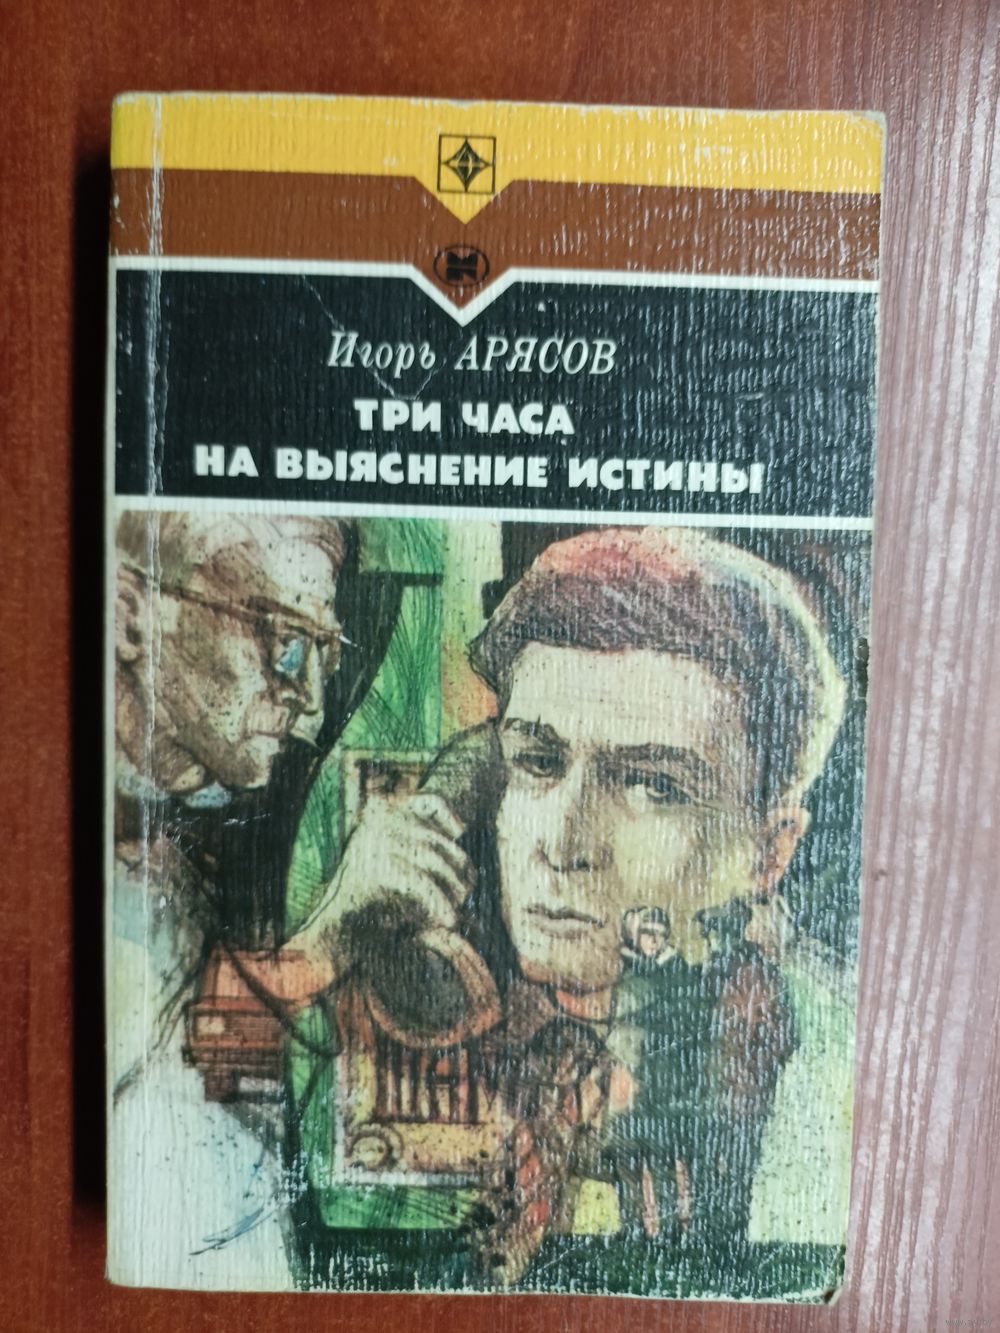 Игорь АРЯСОВ
ТРИ ЧАСА
НА ВЫЯСНЕНИЕ ИСТИНЫ